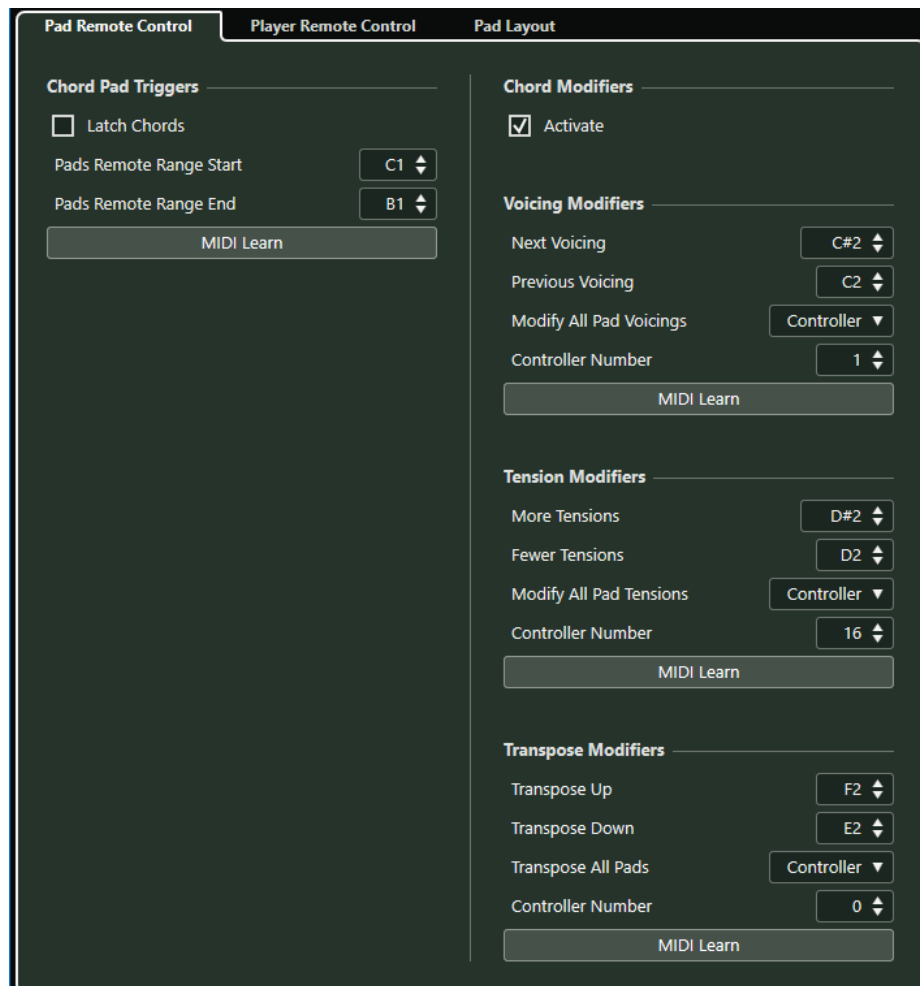 Pad Remote Control
Player Remote Control
Pad Layout
Chord Pad Triggers
Latch Chords
Pads Remote Range Start C1
Pads Remote Range End B1
MIDI Learn
Chord Modifiers
Activate
Voicing Modifiers
Next Voicing C#2
Previous Voicing C2
Modify All Pad Voicings Controller
Controller Number 1
MIDI Learn
Tension Modifiers
More Tensions D#2
Fewer Tensions D2
Modify All Pad Tensions Controller
Controller Number 16
MIDI Learn
Transpose Modifiers
Transpose Up F2
Transpose Down E2
Transpose All Pads Controller
Controller Number 0
MIDI Learn